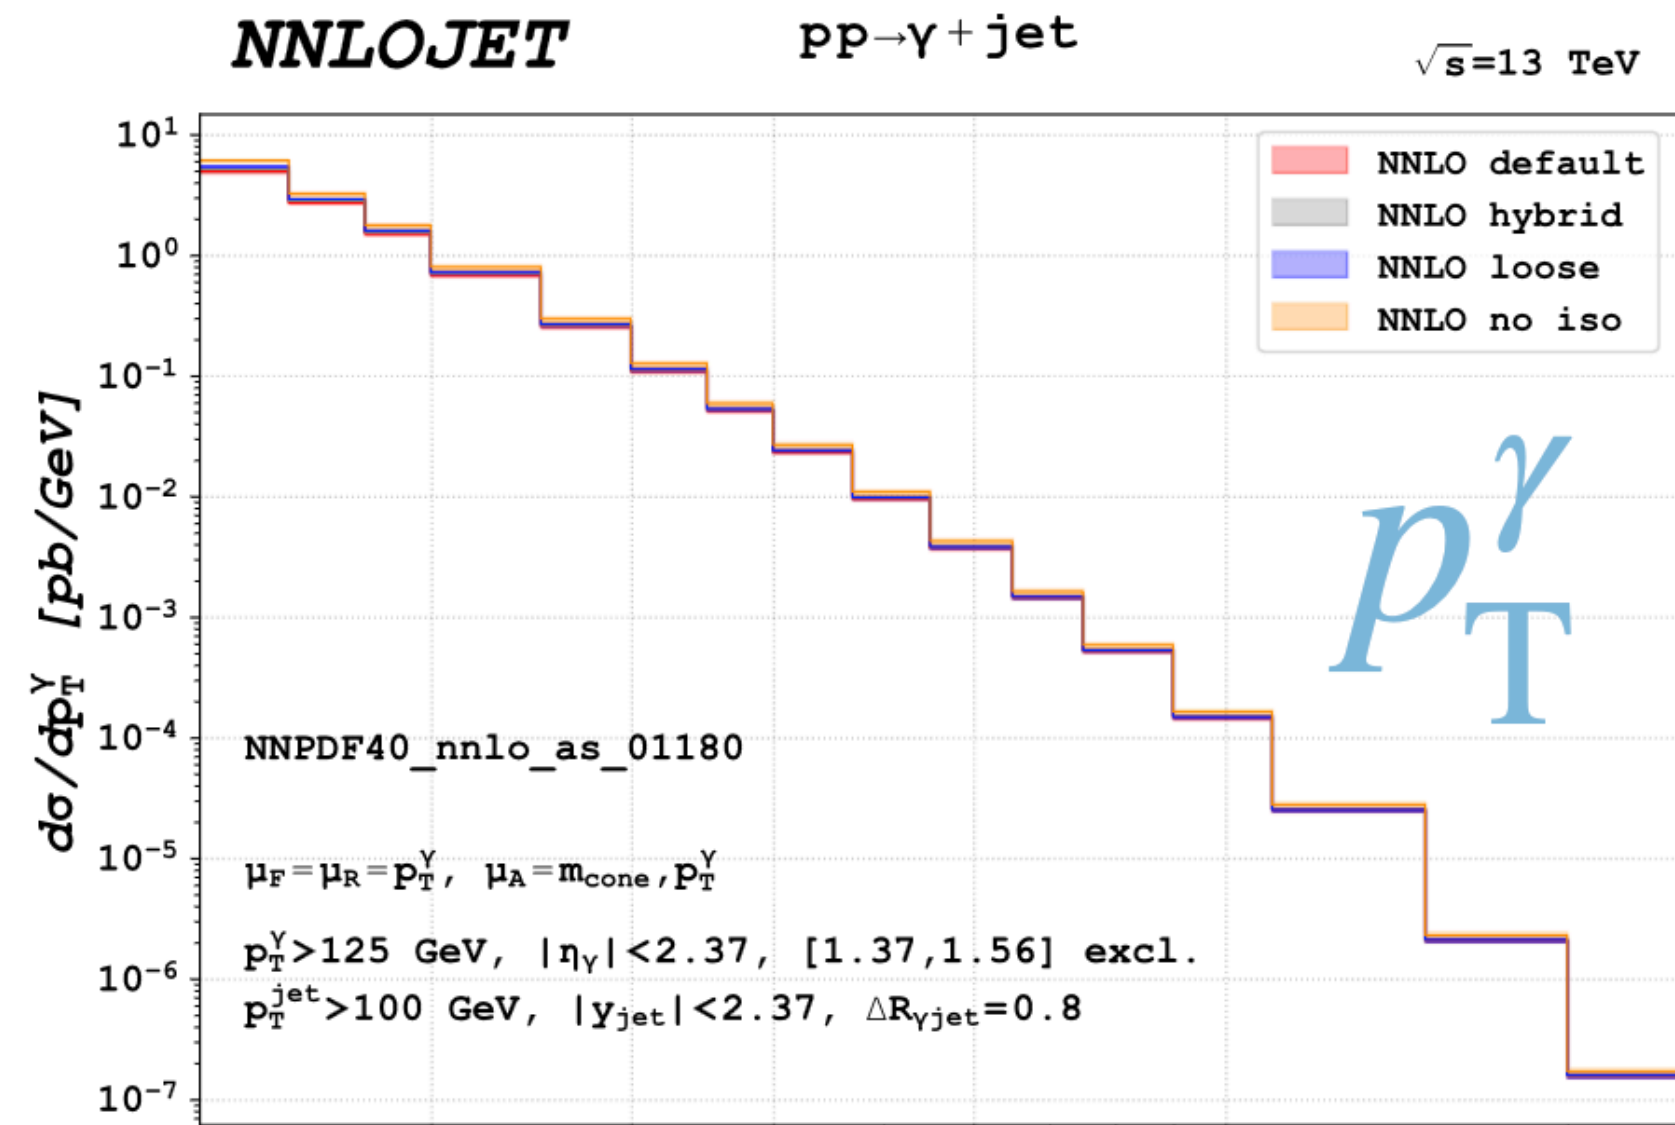 NNLOJET
pp→γ+jet
√s=13 TeV
10¹
10⁰
10⁻¹
10⁻²
10⁻³
10⁻⁴
10⁻⁵
10⁻⁶
10⁻⁷
dσ/dp_T^γ [pb/GeV]
NNLO default
NNLO hybrid
NNLO loose
NNLO no iso
p_T^γ
NNPDF40_nnlo_as_01180
μ_F=μ_R=p_T^γ, μ_A=m_cone,p_T^γ
p_T^γ>125 GeV, |η_γ|<2.37, [1.37,1.56] excl.
p_T^jet>100 GeV, |y_jet|<2.37, ΔR_γjet=0.8